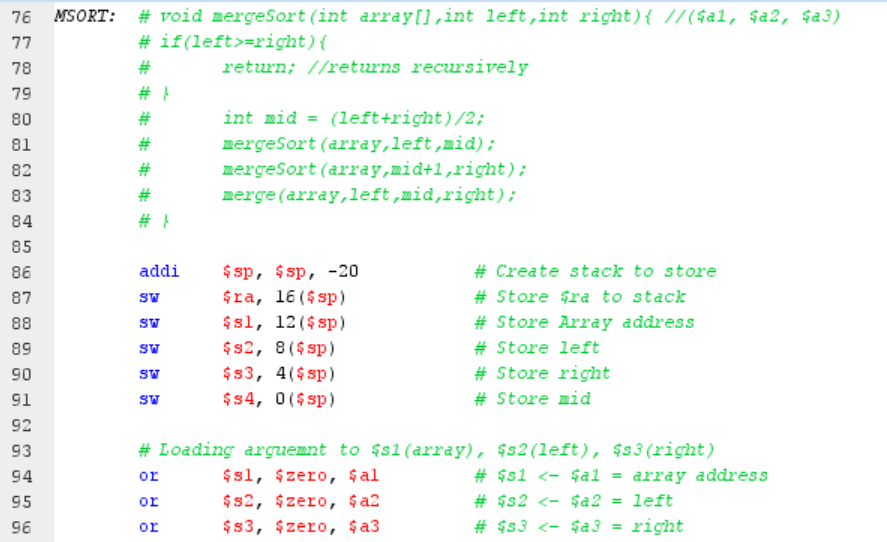 76 MSORT: # void mergeSort(int array[],int left,int right){ //($a1, $a2, $a3)
77 # if(left>=right){
78 # return; //returns recursively
79 # }
80 # int mid = (left+right)/2;
81 # mergeSort(array,left,mid);
82 # mergeSort(array,mid+1,right);
83 # merge(array,left,mid,right);
84 # }
85
86 addi $sp, $sp, -20 # Create stack to store
87 sw $ra, 16($sp) # Store $ra to stack
88 sw $s1, 12($sp) # Store Array address
89 sw $s2, 8($sp) # Store left
90 sw $s3, 4($sp) # Store right
91 sw $s4, 0($sp) # Store mid
92
93 # Loading arguemnt to $s1(array), $s2(left), $s3(right)
94 or $s1, $zero, $a1 # $s1 <- $a1 = array address
95 or $s2, $zero, $a2 # $s2 <- $a2 = left
96 or $s3, $zero, $a3 # $s3 <- $a3 = right